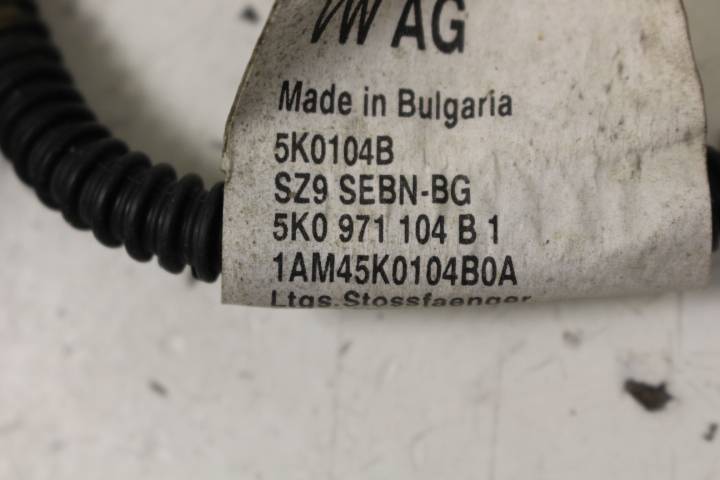 VW AG
Made in Bulgaria
5K0104B
SZ9 SEBN-BG
5K0 971 104 B 1
1AM45K0104B0A
Ltgs.Stossfaenger